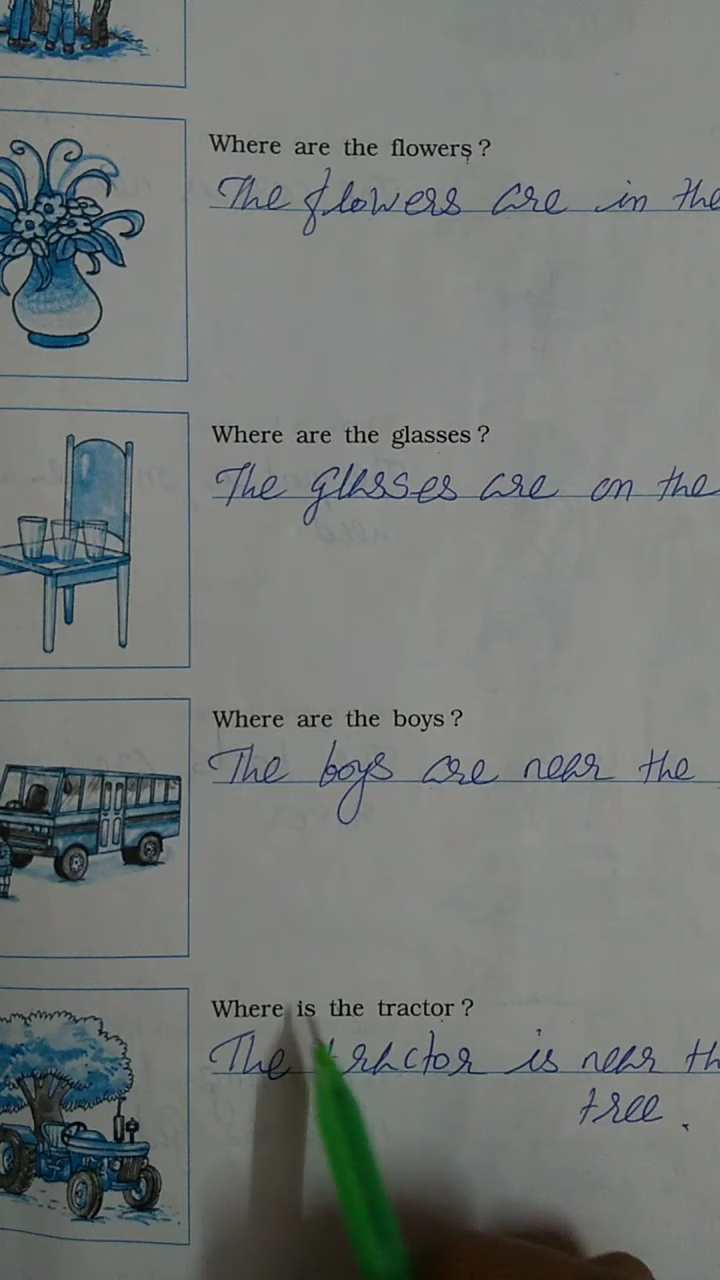 Where are the flowers?
The flowers are in the
Where are the glasses?
The glasses are on the
Where are the boys?
The boys are near the
Where is the tractor?
The tractor is near th
tree.